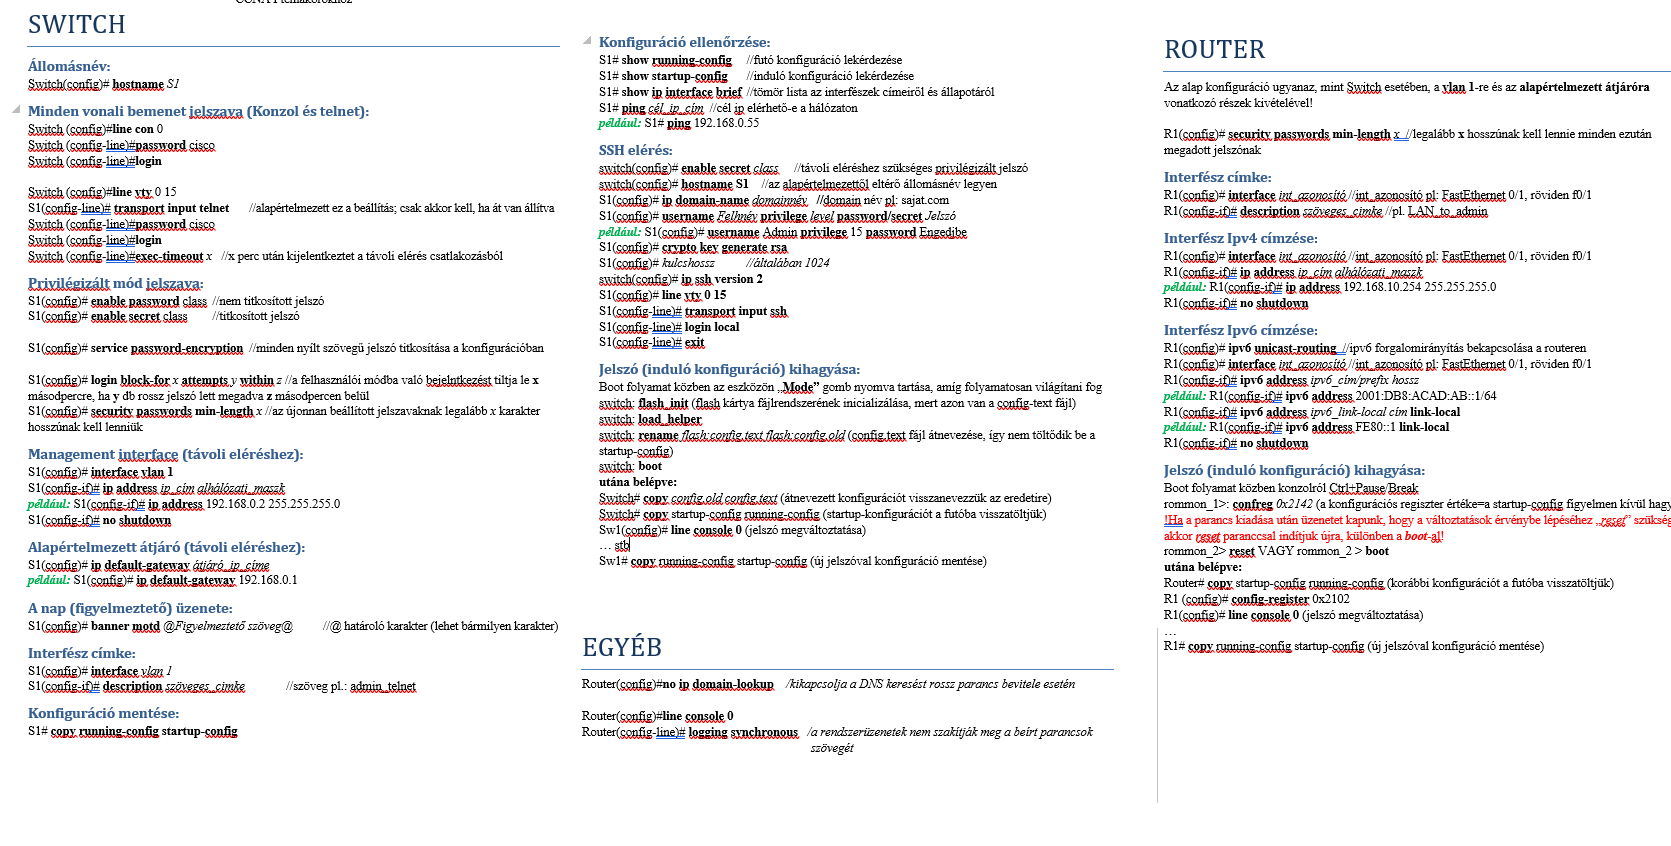 SWITCH
Állomásnév:
Switch(config)# hostname S1
Minden vonali bemenet jelszava (Konzol és telnet):
Switch (config)#line con 0
Switch (config-line)#password cisco
Switch (config-line)#login
Switch (config)#line vty 0 15
S1(config-line)# transport input telnet //alapértelmezett ez a beállítás; csak akkor kell, ha át van állítva
Switch (config-line)#password cisco
Switch (config-line)#login
Switch (config-line)#exec-timeout x //x perc után kijelentkeztet a távoli elérés csatlakozásból
Privilégizált mód jelszava:
S1(config)# enable password class //nem titkosított jelszó
S1(config)# enable secret class //titkosított jelszó
S1(config)# service password-encryption //minden nyílt szövegű jelszó titkosítása a konfigurációban
S1(config)# login block-for x attempts y within z //a felhasználói módba való bejelntkezést tiltja le x
másodpercre, ha y db rossz jelszó lett megadva z másodpercen belül
S1(config)# security passwords min-length x //az újonnan beállított jelszavaknak legalább x karakter
hosszúnak kell lenniük
Management interface (távoli eléréshez):
S1(config)# interface vlan 1
S1(config-if)# ip address ip_cím alhálózati_maszk
például: S1(config-if)# ip address 192.168.0.2 255.255.255.0
S1(config-if)# no shutdown
Alapértelmezett átjáró (távoli eléréshez):
S1(config)# ip default-gateway átjáró_ip_címe
például: S1(config)# ip default-gateway 192.168.0.1
A nap (figyelmeztető) üzenete:
S1(config)# banner motd @Figyelmeztető szöveg@ //@ határoló karakter (lehet bármilyen karakter)
Interfész címke:
S1(config)# interface vlan 1
S1(config-if)# description szöveges_cimke //szöveg pl.: admin_telnet
Konfiguráció mentése:
S1# copy running-config startup-config
Konfiguráció ellenőrzése:
S1# show running-config //futó konfiguráció lekérdezése
S1# show startup-config //induló konfiguráció lekérdezése
S1# show ip interface brief //tömör lista az interfészek címeiről és állapotáról
S1# ping cél_ip_cím //cél ip elérhető-e a hálózaton
például: S1# ping 192.168.0.55
SSH elérés:
switch(config)# enable secret class //távoli eléréshez szükséges privilégizált jelszó
switch(config)# hostname S1 //az alapértelmezettől eltérő állomásnév legyen
S1(config)# ip domain-name domainnév //domain név pl: sajat.com
S1(config)# username Felhnév privilege level password/secret Jelszó
például: S1(config)# username Admin privilege 15 password Engedjbe
S1(config)# crypto key generate rsa
S1(config)# kulcshossz //általában 1024
switch(config)# ip ssh version 2
S1(config)# line vty 0 15
S1(config-line)# transport input ssh
S1(config-line)# login local
S1(config-line)# exit
Jelszó (induló konfiguráció) kihagyása:
Boot folyamat közben az eszközön „Mode” gomb nyomva tartása, amíg folyamatosan világítani fog
switch: flash_init (flash kártya fájlrendszerének inicializálása, mert azon van a config-text fájl)
switch: load_helper
switch: rename flash:config.text flash:config.old (config.text fájl átnevezése, így nem töltődik be a
startup-config)
switch: boot
utána belépve:
Switch# copy config.old config.text (átnevezett konfigurációt visszanevezzük az eredetire)
Switch# copy startup-config running-config (startup-konfigurációt a futóba visszatöltjük)
Sw1(config)# line console 0 (jelszó megváltoztatása)
… stb
Sw1# copy running-config startup-config (új jelszóval konfiguráció mentése)
EGYÉB
Router(config)#no ip domain-lookup /kikapcsolja a DNS keresést rossz parancs bevitele esetén
Router(config)#line console 0
Router(config-line)# logging synchronous /a rendszerüzenetek nem szakítják meg a beírt parancsok
szövegét
ROUTER
Az alap konfiguráció ugyanaz, mint Switch esetében, a vlan 1-re és az alapértelmezett átjáróra
vonatkozó részek kivételével!
R1(config)# security passwords min-length x //legalább x hosszúnak kell lennie minden ezután
megadott jelszónak
Interfész címke:
R1(config)# interface int_azonosító //int_azonosító pl: FastEthernet 0/1, röviden f0/1
R1(config-if)# description szöveges_cimke //pl. LAN_to_admin
Interfész Ipv4 címzése:
R1(config)# interface int_azonosító //int_azonosító pl: FastEthernet 0/1, röviden f0/1
R1(config-if)# ip address ip_cím alhálózati_maszk
például: R1(config-if)# ip address 192.168.10.254 255.255.255.0
R1(config-if)# no shutdown
Interfész Ipv6 címzése:
R1(config)# ipv6 unicast-routing //ipv6 forgalomirányítás bekapcsolása a routeren
R1(config)# interface int_azonosító //int_azonosító pl: FastEthernet 0/1, röviden f0/1
R1(config-if)# ipv6 address ipv6_cím/prefix hossz
például: R1(config-if)# ipv6 address 2001:DB8:ACAD:AB::1/64
R1(config-if)# ipv6 address ipv6_link-local cím link-local
például: R1(config-if)# ipv6 address FE80::1 link-local
R1(config-if)# no shutdown
Jelszó (induló konfiguráció) kihagyása:
Boot folyamat közben konzolról Ctrl+Pause/Break
rommon_1>: confreg 0x2142 (a konfigurációs regiszter értéke=a startup-config figyelmen kívül hagy
!Ha a parancs kiadása után üzenetet kapunk, hogy a változtatások érvénybe lépéséhez „reset” szükség
akkor reset paranccsal indítjuk újra, különben a boot-al!
rommon_2> reset VAGY rommon_2 > boot
utána belépve:
Router# copy startup-config running-config (korábbi konfigurációt a futóba visszatöltjük)
R1 (config)# config-register 0x2102
R1(config)# line console 0 (jelszó megváltoztatása)
…
R1# copy running-config startup-config (új jelszóval konfiguráció mentése)